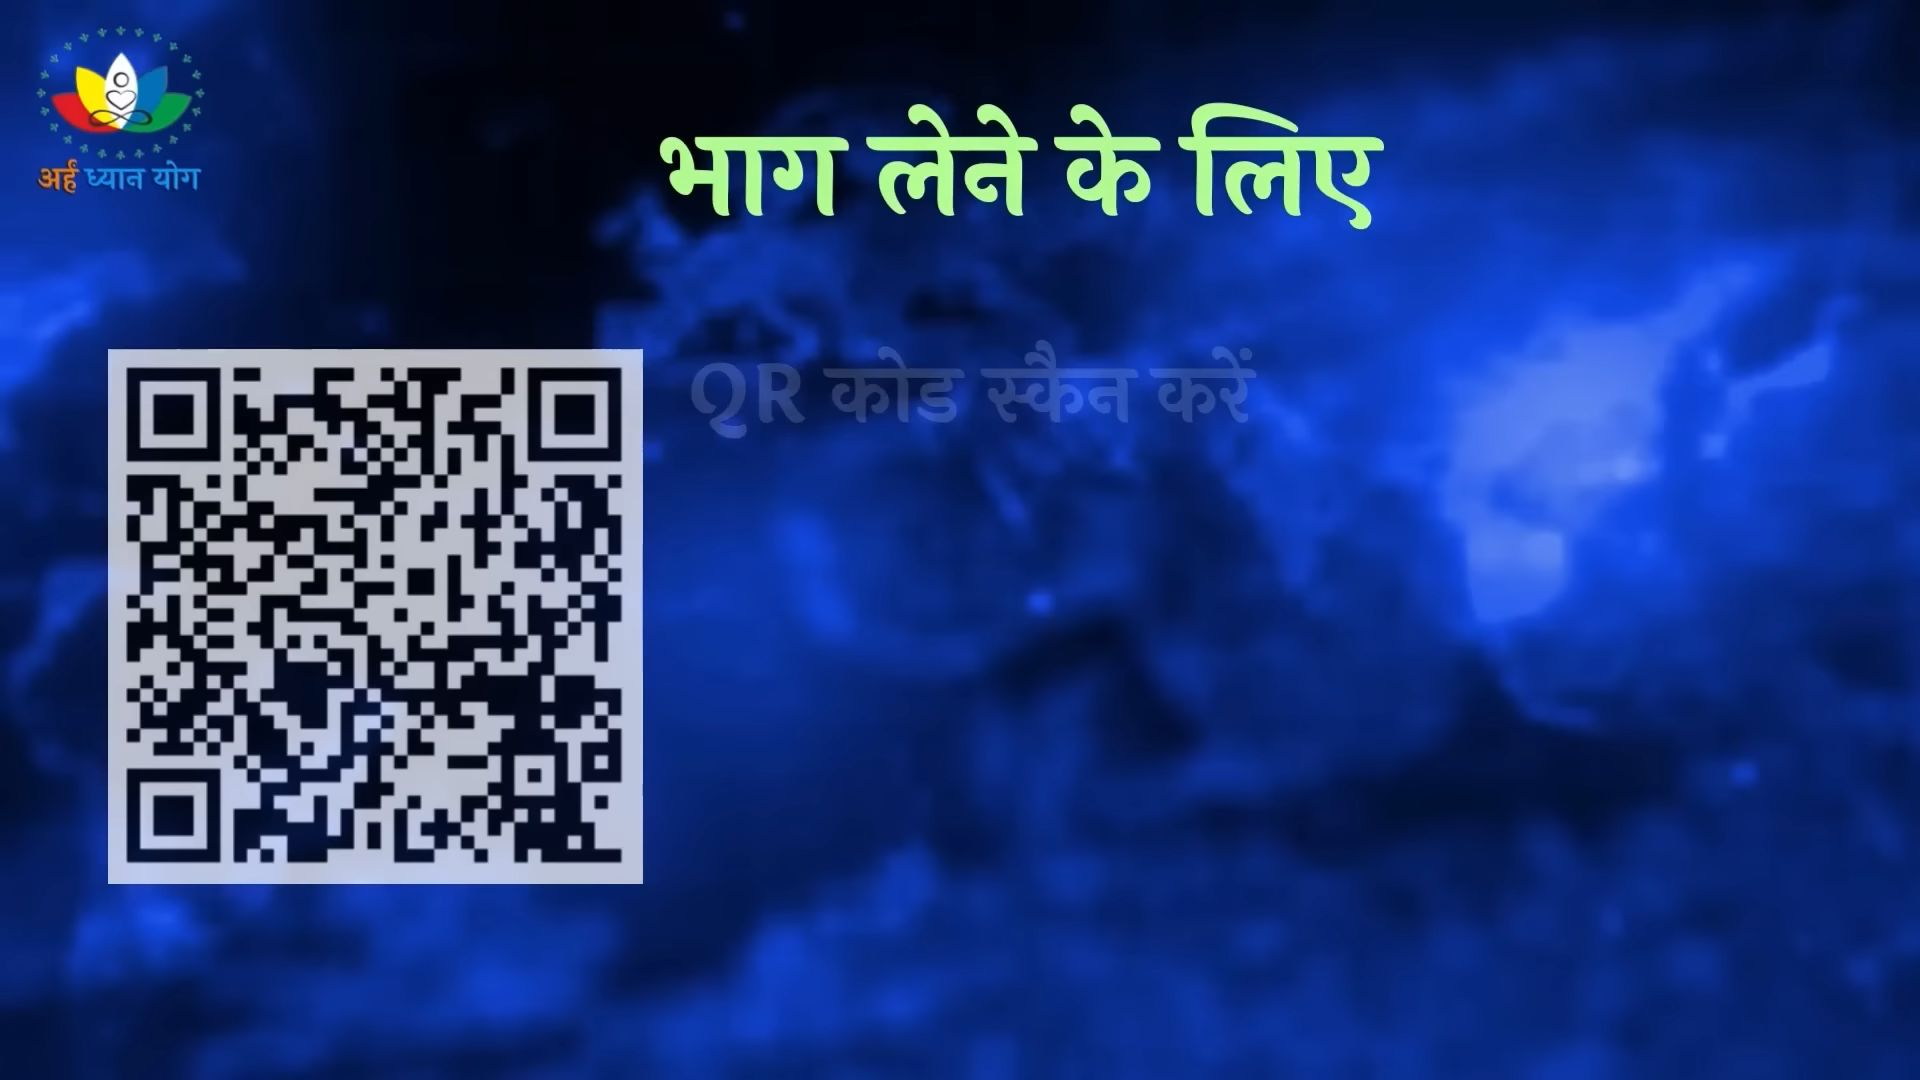 अर्हं ध्यान योग
भाग लेने के लिए
QR कोड स्कैन करें